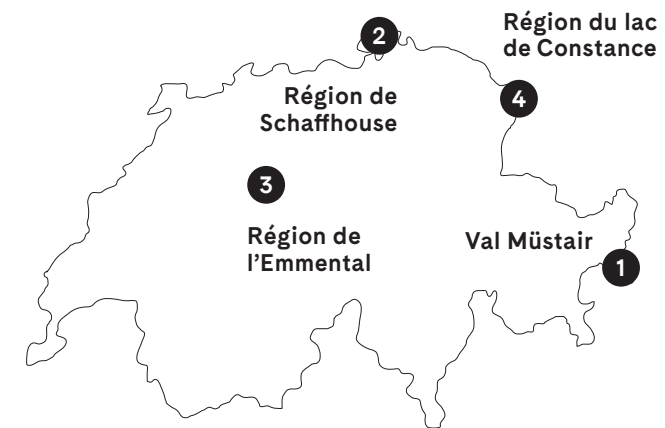 Région du lac
de Constance
2
4
Région de
Schaffhouse
3
Région de
l’Emmental
Val Müstair
1